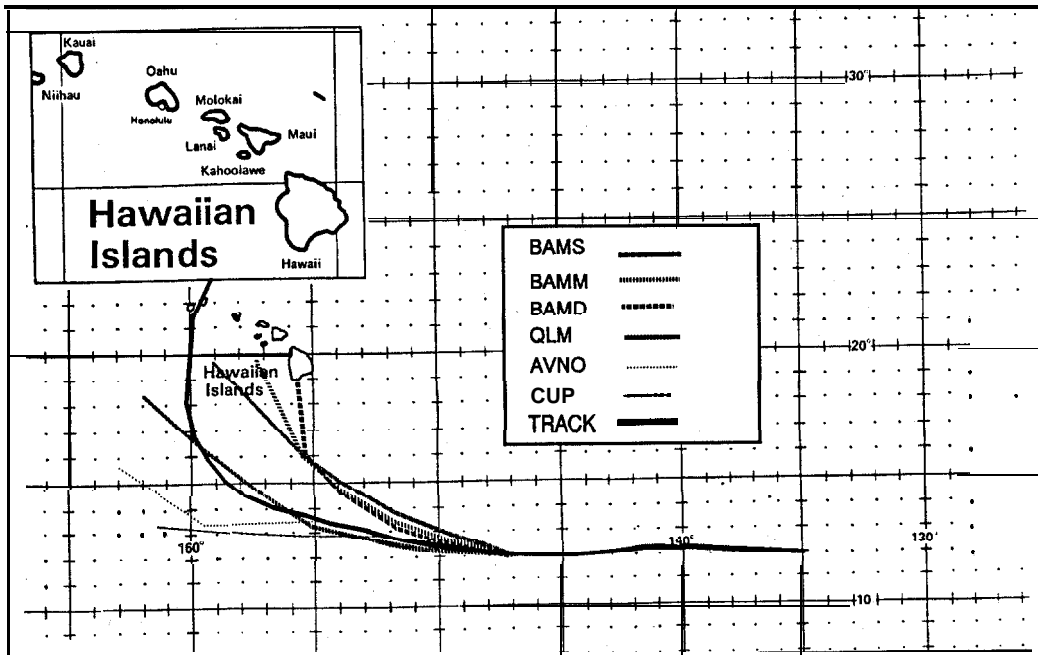 Kauai
Niihau
Oahu
Honolulu
Molokai
Lanai
Maui
Kahoolawe
Hawaiian
Islands
Hawaii
30°
BAMS
BAMM
BAMD
QLM
AVNO
CUP
TRACK
20°
Hawaiian
Islands
160°
140°
130°
10